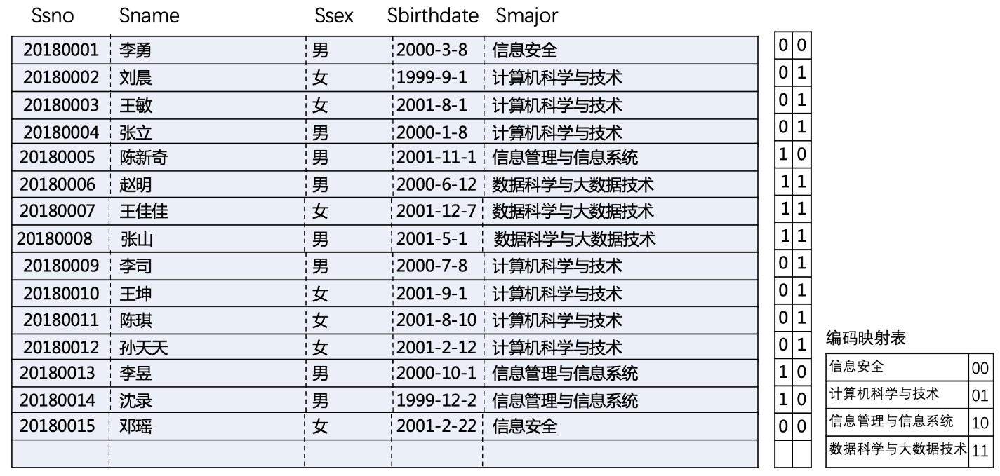 Ssno Sname Ssex Sbirthdate Smajor
20180001 李勇 男 2000-3-8 信息安全 0 0
20180002 刘晨 女 1999-9-1 计算机科学与技术 0 1
20180003 王敏 女 2001-8-1 计算机科学与技术 0 1
20180004 张立 男 2000-1-8 计算机科学与技术 0 1
20180005 陈新奇 男 2001-11-1 信息管理与信息系统 1 0
20180006 赵明 男 2000-6-12 数据科学与大数据技术 1 1
20180007 王佳佳 女 2001-12-7 数据科学与大数据技术 1 1
20180008 张山 男 2001-5-1 数据科学与大数据技术 1 1
20180009 李司 男 2000-7-8 计算机科学与技术 0 1
20180010 王坤 女 2001-9-1 计算机科学与技术 0 1
20180011 陈琪 女 2001-8-10 计算机科学与技术 0 1
20180012 孙天天 女 2001-2-12 计算机科学与技术 0 1
20180013 李昱 男 2000-10-1 信息管理与信息系统 1 0
20180014 沈录 男 1999-12-2 信息管理与信息系统 1 0
20180015 邓瑶 女 2001-2-22 信息安全 0 0
编码映射表
信息安全 00
计算机科学与技术 01
信息管理与信息系统 10
数据科学与大数据技术 11